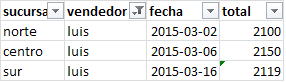 sucursa vendedor fecha total
norte luis 2015-03-02 2100
centro luis 2015-03-06 2150
sur luis 2015-03-16 2119